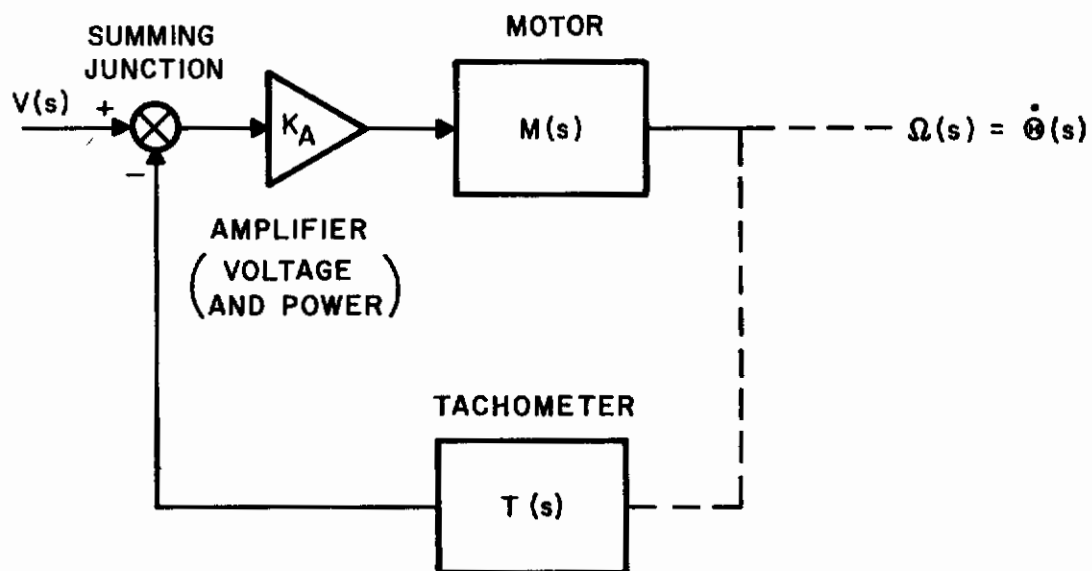 SUMMING
JUNCTION
V(s)
+
−
K_A
AMPLIFIER
(VOLTAGE
AND POWER)
MOTOR
M(s)
Ω(s) = Θ̇(s)
TACHOMETER
T(s)